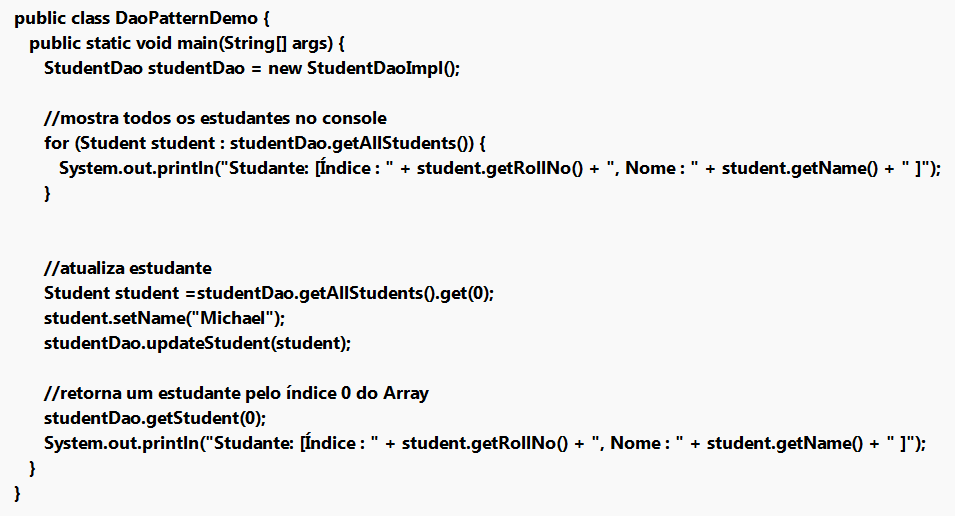 public class DaoPatternDemo {
public static void main(String[] args) {
StudentDao studentDao = new StudentDaoImpl();
//mostra todos os estudantes no console
for (Student student : studentDao.getAllStudents()) {
System.out.println("Studante: [Índice : " + student.getRollNo() + ", Nome : " + student.getName() + " ]");
}
//atualiza estudante
Student student =studentDao.getAllStudents().get(0);
student.setName("Michael");
studentDao.updateStudent(student);
//retorna um estudante pelo índice 0 do Array
studentDao.getStudent(0);
System.out.println("Studante: [Índice : " + student.getRollNo() + ", Nome : " + student.getName() + " ]");
}
}